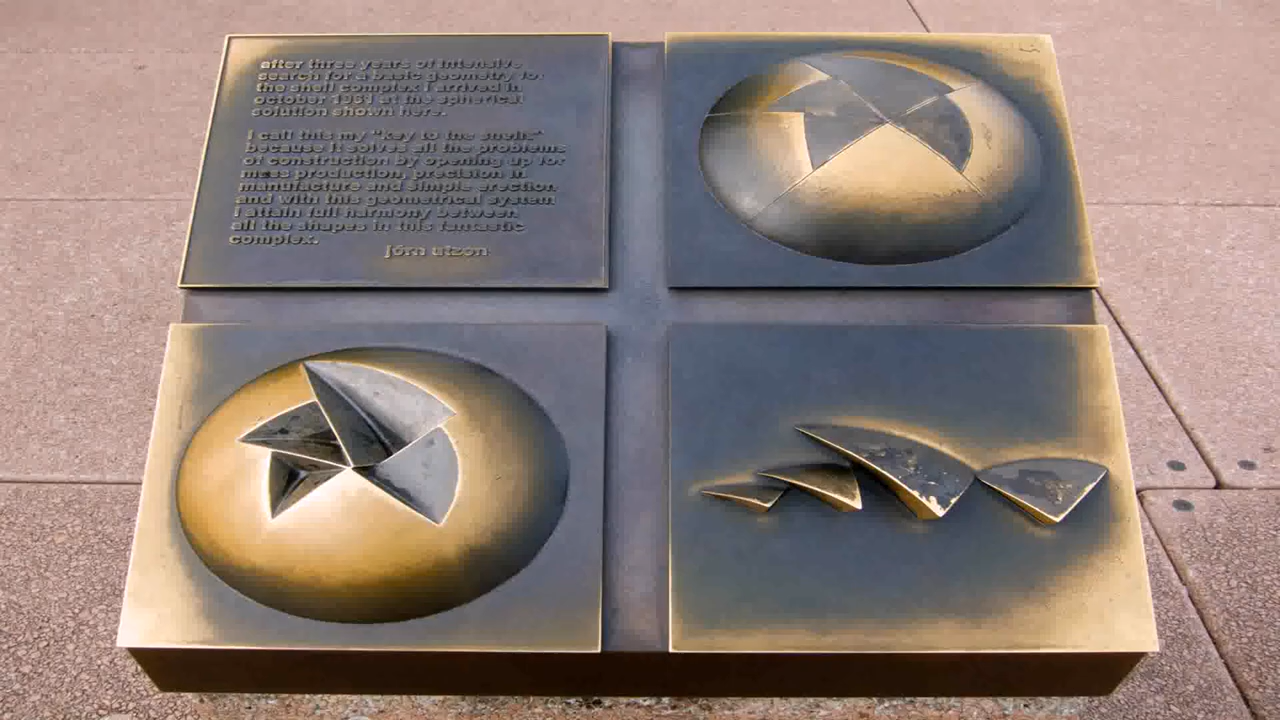 after three years of intensive
search for a basic geometry for
the shell complex I arrived in
october 1961 at the spherical
solution shown here.
I call this my "key to the shells"
because it solves all the problems
of construction by opening up for
mass production, precision in
manufacture and simple erection
and with this geometrical system
I attain full harmony between
all the shapes in this fantastic
complex.
jörn utzon